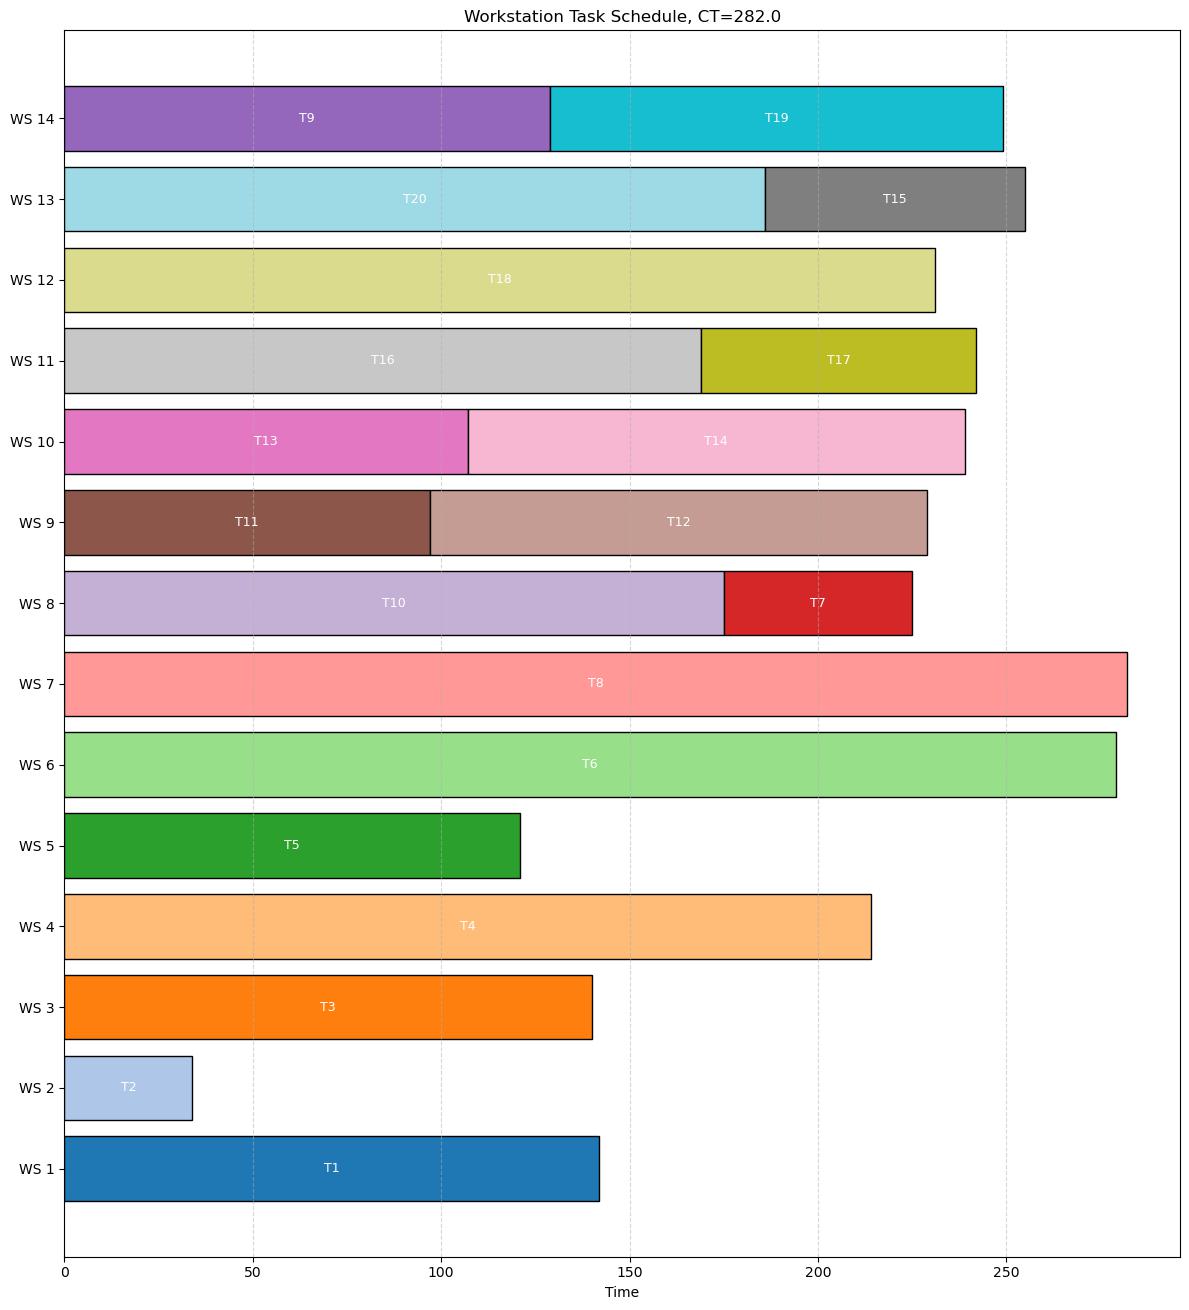 Workstation Task Schedule, CT=282.0
WS 14 T9 T19
WS 13 T20 T15
WS 12 T18
WS 11 T16 T17
WS 10 T13 T14
WS 9 T11 T12
WS 8 T10 T7
WS 7 T8
WS 6 T6
WS 5 T5
WS 4 T4
WS 3 T3
WS 2 T2
WS 1 T1
0 50 100 150 200 250
Time